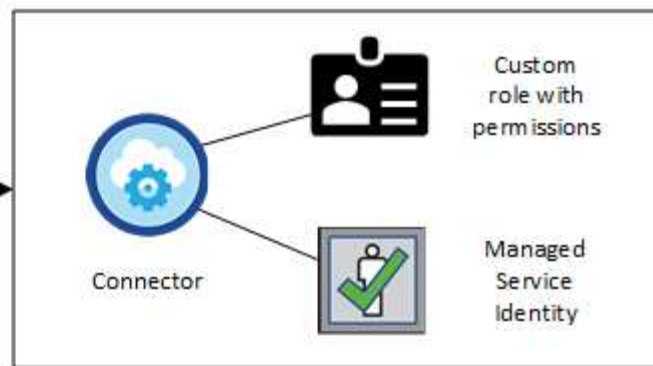 Custom
role with
permissions
Connector
Managed
Service
Identity